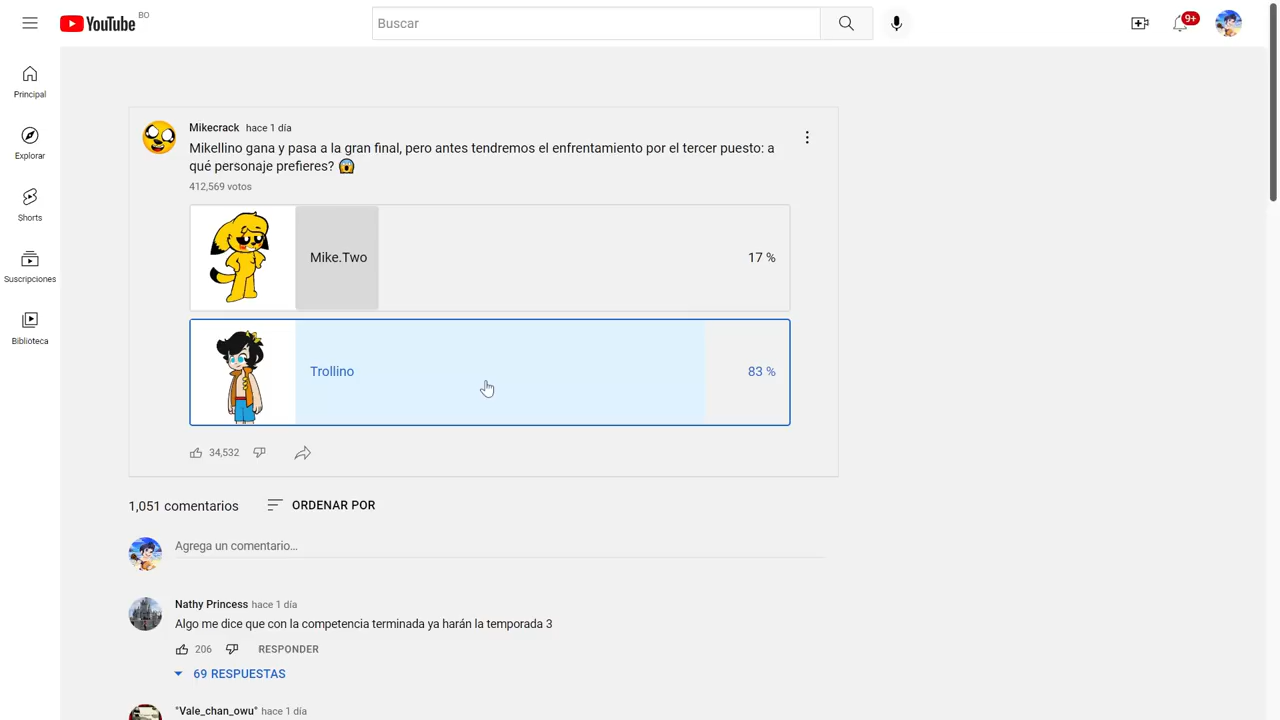 YouTube BO
Buscar
9+
Principal
Explorar
Shorts
Suscripciones
Biblioteca
Mikecrack hace 1 día
Mikellino gana y pasa a la gran final, pero antes tendremos el enfrentamiento por el tercer puesto: a
qué personaje prefieres? 😱
412,569 votos
Mike.Two 17 %
Trollino 83 %
34,532
1,051 comentarios ORDENAR POR
Agrega un comentario...
Nathy Princess hace 1 día
Algo me dice que con la competencia terminada ya harán la temporada 3
206 RESPONDER
69 RESPUESTAS
"Vale_chan_owu" hace 1 día